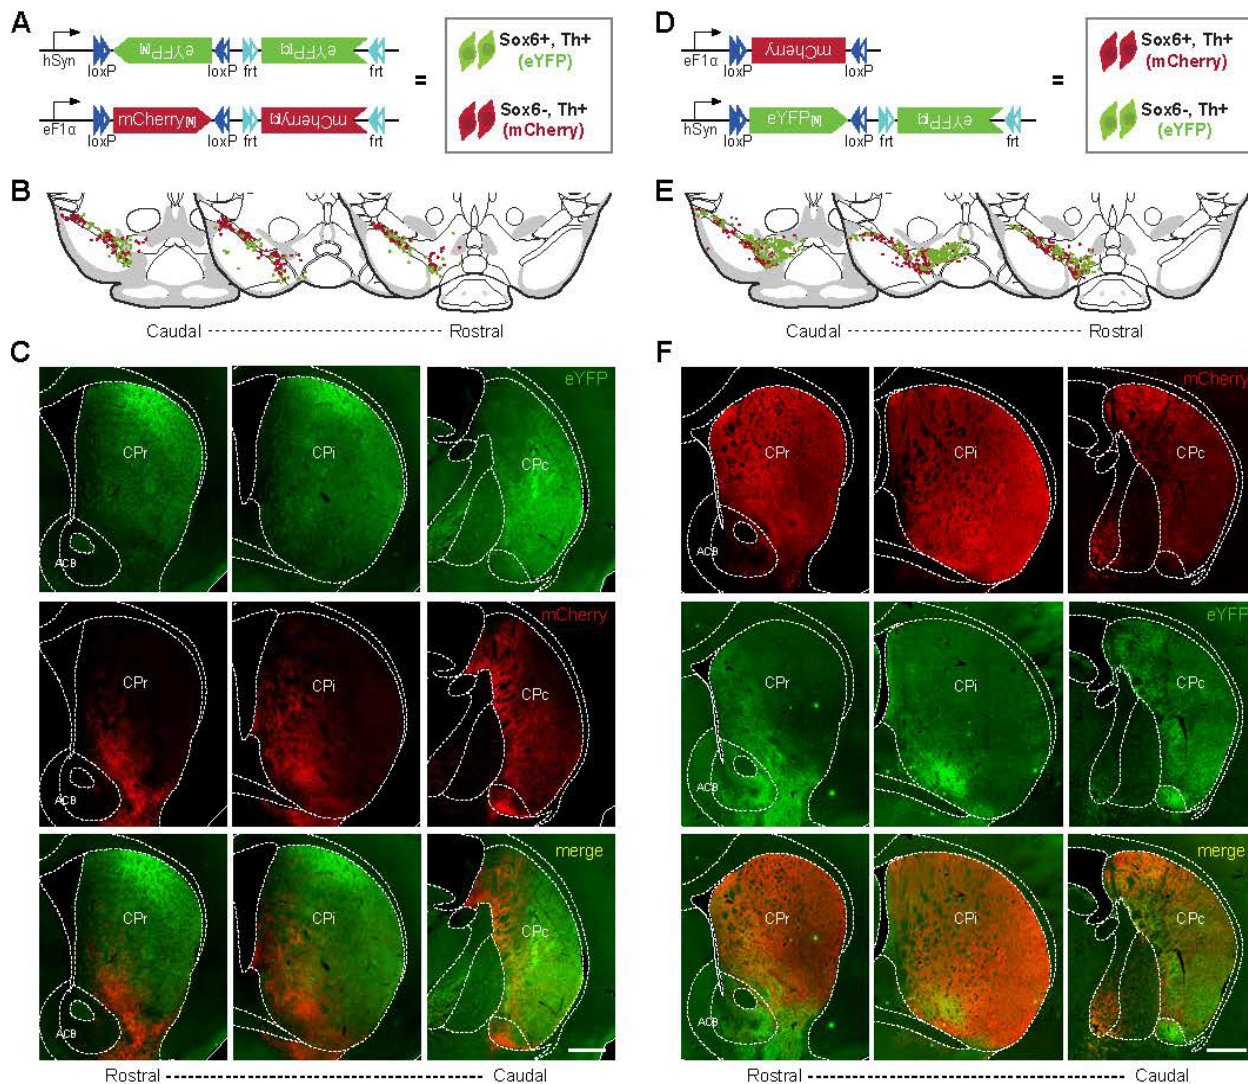 A
eYFP[N]
eYFP[C]
hSyn
loxP
loxP
frt
frt
mCherry[N]
mCherry[C]
eF1α
loxP
loxP
frt
frt
=
Sox6+, Th+
(eYFP)
Sox6-, Th+
(mCherry)
B
Caudal
Rostral
C
eYFP
CPr
CPi
CPc
ACB
mCherry
CPr
CPi
CPc
ACB
merge
CPr
CPi
CPc
ACB
Rostral
Caudal
D
mCherry
eF1α
loxP
loxP
eYFP[N]
eYFP[C]
hSyn
loxP
loxP
frt
frt
=
Sox6+, Th+
(mCherry)
Sox6-, Th+
(eYFP)
E
Caudal
Rostral
F
mCherry
CPr
CPi
CPc
ACB
eYFP
CPr
CPi
CPc
ACB
merge
CPr
CPi
CPc
ACB
Rostral
Caudal